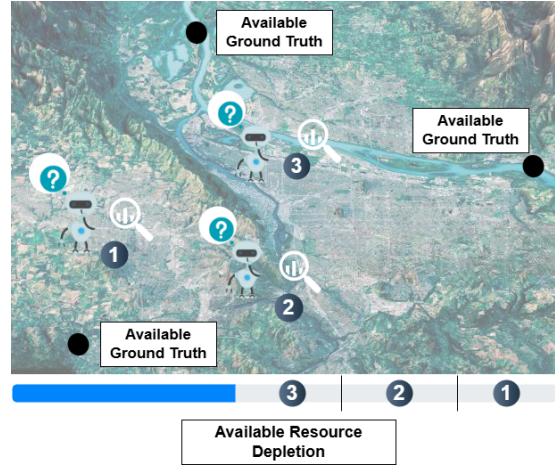 Available
Ground Truth
Available
Ground Truth
?
3
?
1
?
2
Available
Ground Truth
3 2 1
Available Resource
Depletion